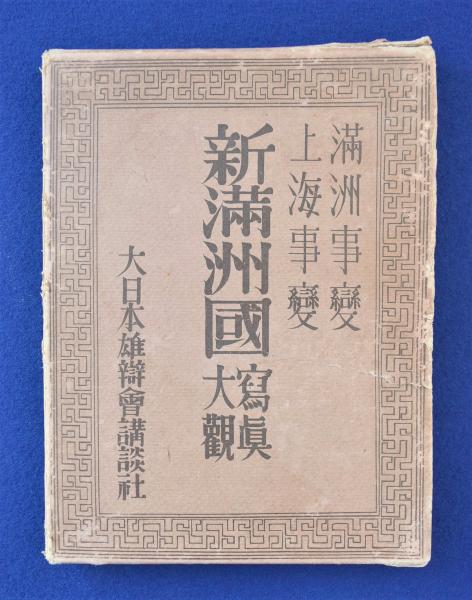 滿洲事變
上海事變
新滿洲國寫眞大觀
大日本雄辯會講談社